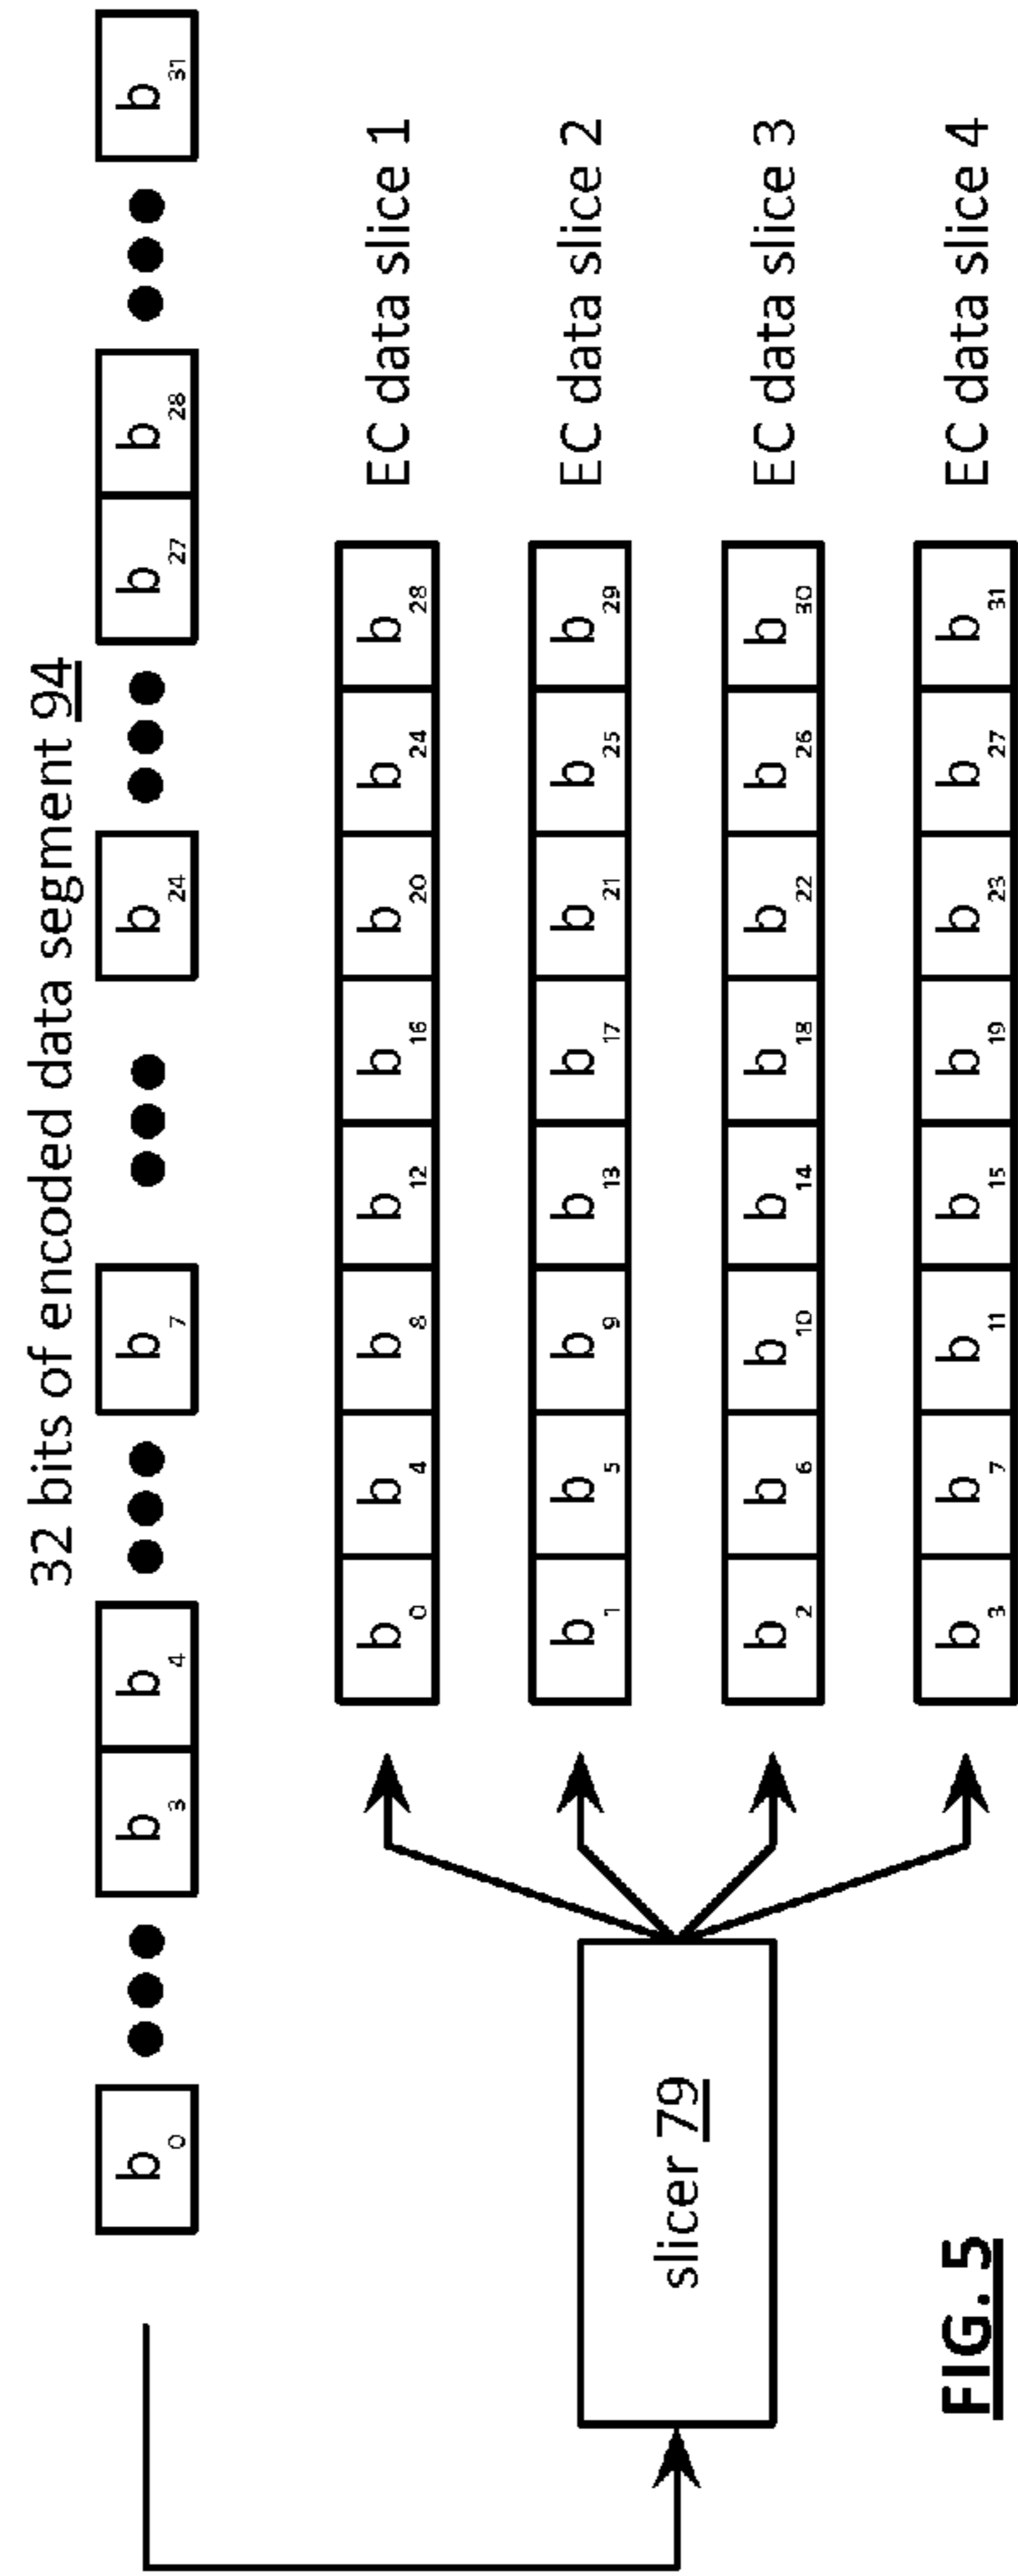 32 bits of encoded data segment 94
b0 ●●● b3 b4 ●●● b7 ●●● b24 ●●● b27 b28 ●●● b31
b0 b4 b8 b12 b16 b20 b24 b28 EC data slice 1
b1 b5 b9 b13 b17 b21 b25 b29 EC data slice 2
slicer 79
b2 b6 b10 b14 b18 b22 b26 b30 EC data slice 3
b3 b7 b11 b15 b19 b23 b27 b31 EC data slice 4
FIG. 5